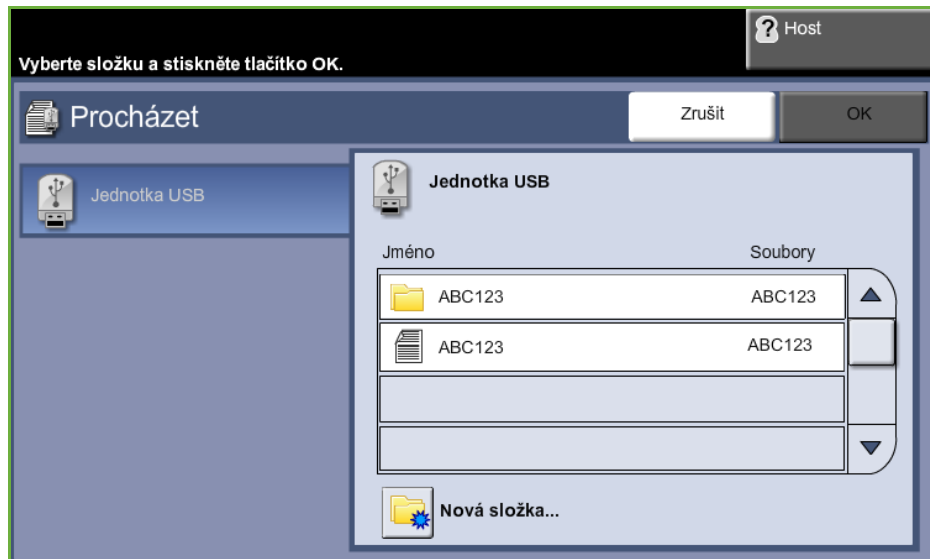 Host
Vyberte složku a stiskněte tlačítko OK.
Procházet
Zrušit
OK
Jednotka USB
Jednotka USB
Jméno Soubory
ABC123 ABC123
ABC123 ABC123
Nová složka...